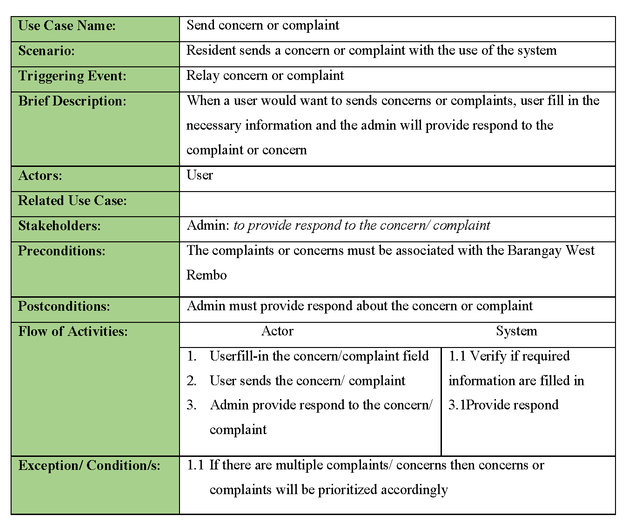 Use Case Name: Send concern or complaint
Scenario: Resident sends a concern or complaint with the use of the system
Triggering Event: Relay concern or complaint
Brief Description: When a user would want to sends concerns or complaints, user fill in the
necessary information and the admin will provide respond to the
complaint or concern
Actors: User
Related Use Case:
Stakeholders: Admin: to provide respond to the concern/ complaint
Preconditions: The complaints or concerns must be associated with the Barangay West
Rembo
Postconditions: Admin must provide respond about the concern or complaint
Flow of Activities: Actor System
1. Userfill-in the concern/complaint field
2. User sends the concern/ complaint
3. Admin provide respond to the concern/
complaint
1.1 Verify if required
information are filled in
3.1Provide respond
Exception/ Condition/s: 1.1 If there are multiple complaints/ concerns then concerns or
complaints will be prioritized accordingly